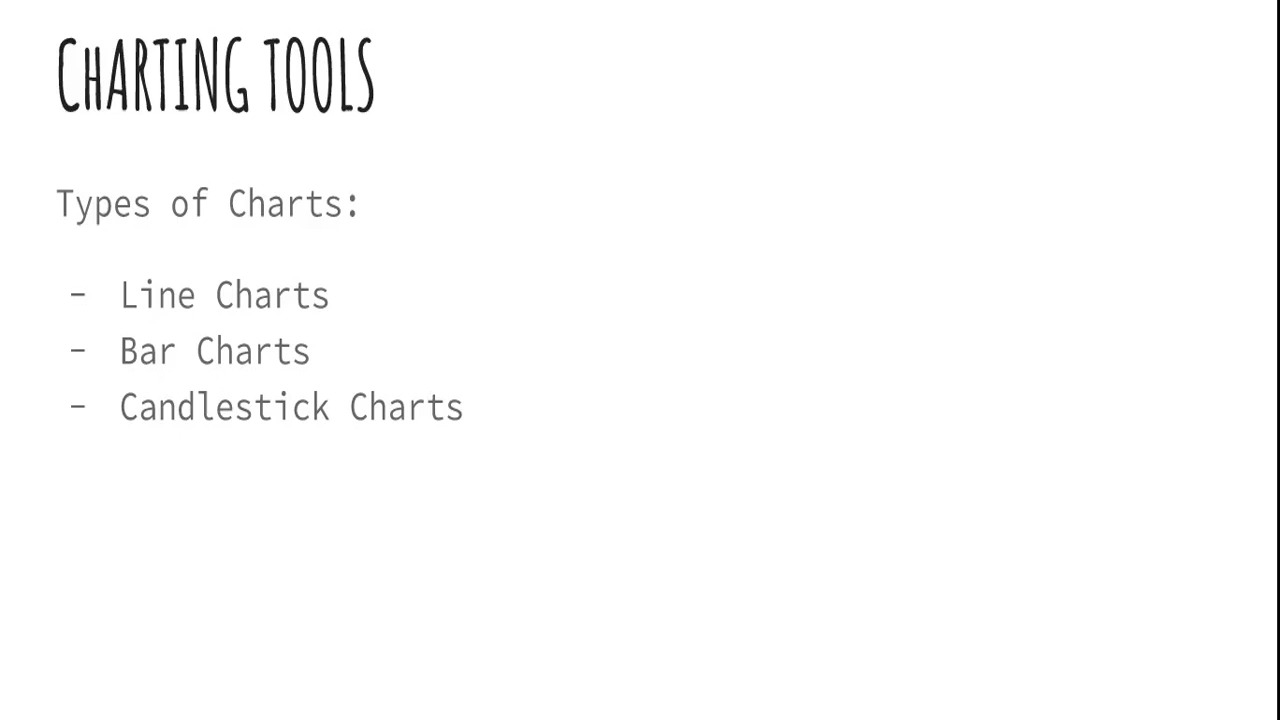 CHARTING TOOLS
Types of Charts:
- Line Charts
- Bar Charts
- Candlestick Charts